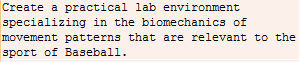 Create a practical lab environment
specializing in the biomechanics of
movement patterns that are relevant to the
sport of Baseball.